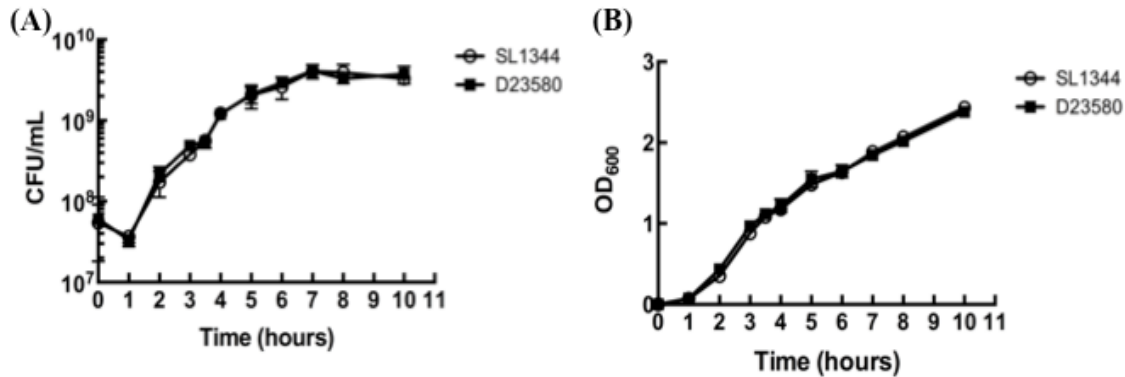 (A)
10^10
10^9
10^8
10^7
CFU/mL
0 1 2 3 4 5 6 7 8 9 10 11
Time (hours)
SL1344
D23580
(B)
3
2
1
0
OD₆₀₀
0 1 2 3 4 5 6 7 8 9 10 11
Time (hours)
SL1344
D23580